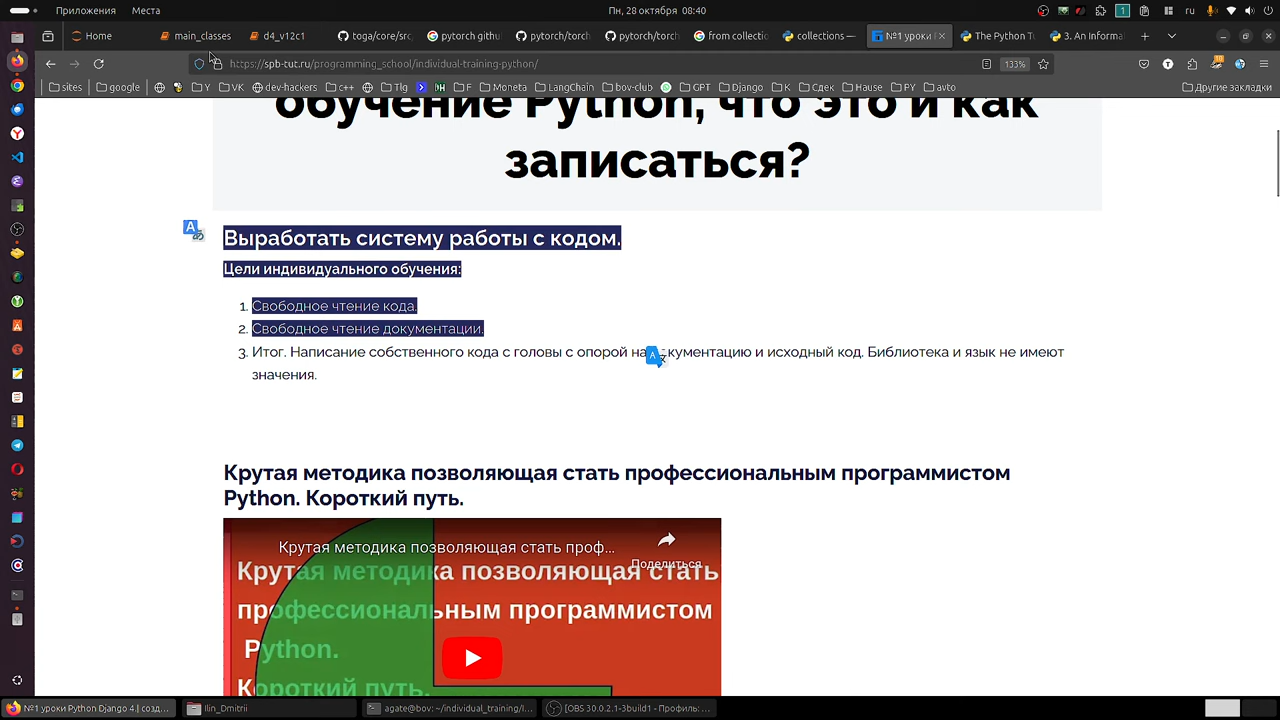 Приложения Места
Пн, 28 октября 08:40
ru
Home
main_classes
d4_v12c1
toga/core/src,
pytorch githu
pytorch/torch
pytorch/torch
from collectio
collections —
№1 уроки P
The Python Tu
3. An Informa
https://spb-tut.ru/programming_school/individual-training-python/
133%
sites google Y VK dev-hackers c++ Tlg H F Moneta LangChain bov-club GPT Django K Сдек Hause PY avto Другие закладки
обучение Python, что это и как
записаться?
Выработать систему работы с кодом.
Цели индивидуального обучения:
1. Свободное чтение кода.
2. Свободное чтение документации.
3. Итог. Написание собственного кода с головы с опорой на кументацию и исходный код. Библиотека и язык не имеют
значения.
Крутая методика позволяющая стать профессиональным программистом
Python. Короткий путь.
Крутая методика позволяющая стать проф...
Поделиться
Крутая методика позволяющая стать
профессиональным программистом
Python.
Короткий путь.
№1 уроки Python Django 4.| созд...
Ilin_Dmitrii
agate@bov: ~/individual_training/I...
[OBS 30.0.2.1-3build1 - Профиль: ...